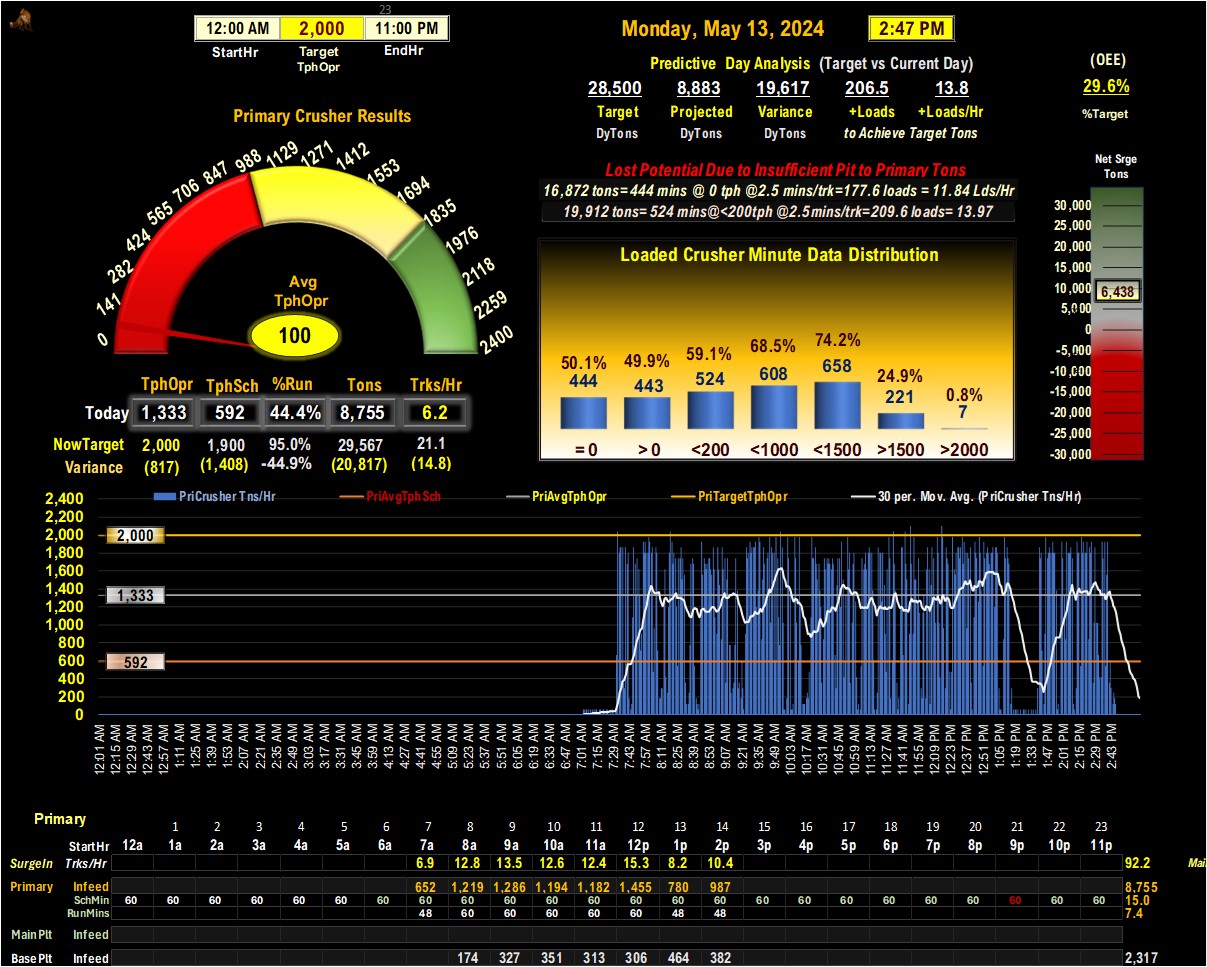 23
12:00 AM 2,000 11:00 PM
StartHr Target TphOpr EndHr
Monday, May 13, 2024 2:47 PM
Predictive Day Analysis (Target vs Current Day)
28,500 8,883 19,617 206.5 13.8
Target Projected Variance +Loads +Loads/Hr
DyTons DyTons DyTons to Achieve Target Tons
(OEE)
29.6%
%Target
Primary Crusher Results
0 141 282 424 565 706 847 988 1129 1271 1412 1553 1694 1835 1976 2118 2259 2400
Avg
TphOpr
100
TphOpr TphSch %Run Tons Trks/Hr
Today 1,333 592 44.4% 8,755 6.2
NowTarget 2,000 1,900 95.0% 29,567 21.1
Variance (817) (1,408) -44.9% (20,817) (14.8)
Lost Potential Due to Insufficient Pit to Primary Tons
16,872 tons=444 mins @ 0 tph @2.5 mins/trk=177.6 loads = 11.84 Lds/Hr
19,912 tons= 524 mins@<200tph @2.5mins/trk=209.6 loads= 13.97
Loaded Crusher Minute Data Distribution
50.1% 49.9% 59.1% 68.5% 74.2% 24.9% 0.8%
444 443 524 608 658 221 7
=0 >0 <200 <1000 <1500 >1500 >2000
Net Srge
Tons
30,000
25,000
20,000
15,000
10,000
6,438
5,000
0
-5,000
-10,000
-15,000
-20,000
-25,000
-30,000
PriCrusher Tns/Hr PriAvgTphSch PriAvgTphOpr PriTargetTphOpr 30 per. Mov. Avg. (PriCrusher Tns/Hr)
2,400
2,200
2,000 2,000
1,800
1,600
1,400
1,333
1,200
1,000
800
600 592
400
200
0
12:01 AM 12:15 AM 12:29 AM 12:43 AM 12:57 AM 1:11 AM 1:25 AM 1:39 AM 1:53 AM 2:07 AM 2:21 AM 2:35 AM 2:49 AM 3:03 AM 3:17 AM 3:31 AM 3:45 AM 3:59 AM 4:13 AM 4:27 AM 4:41 AM 4:55 AM 5:09 AM 5:23 AM 5:37 AM 5:51 AM 6:05 AM 6:19 AM 6:33 AM 6:47 AM 7:01 AM 7:15 AM 7:29 AM 7:43 AM 7:57 AM 8:11 AM 8:25 AM 8:39 AM 8:53 AM 9:07 AM 9:21 AM 9:35 AM 9:49 AM 10:03 AM 10:17 AM 10:31 AM 10:45 AM 10:59 AM 11:13 AM 11:27 AM 11:41 AM 11:55 AM 12:09 PM 12:23 PM 12:37 PM 12:51 PM 1:05 PM 1:19 PM 1:33 PM 1:47 PM 2:01 PM 2:15 PM 2:29 PM 2:43 PM
Primary
1 2 3 4 5 6 7 8 9 10 11 12 13 14 15 16 17 18 19 20 21 22 23
StartHr 12a 1a 2a 3a 4a 5a 6a 7a 8a 9a 10a 11a 12p 1p 2p 3p 4p 5p 6p 7p 8p 9p 10p 11p
SurgeIn Trks/Hr 6.9 12.8 13.5 12.6 12.4 15.3 8.2 10.4 92.2
Primary Infeed 652 1,219 1,286 1,194 1,182 1,455 780 987 8,755
SchMin 60 60 60 60 60 60 60 60 60 60 60 60 60 60 60 60 60 60 60 60 60 60 60 60 15.0
RunMins 48 60 60 60 60 60 48 48 7.4
MainPlt Infeed
BasePlt Infeed 174 327 351 313 306 464 382 2,317